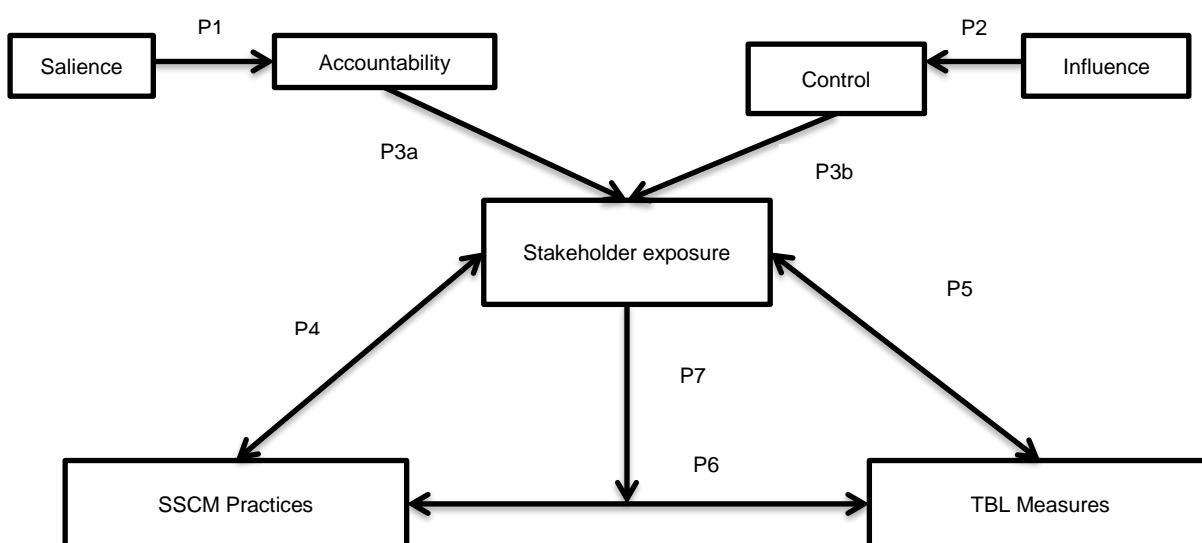 P1
P2
Salience
Accountability
Control
Influence
P3a
P3b
Stakeholder exposure
P4
P5
P7
P6
SSCM Practices
TBL Measures